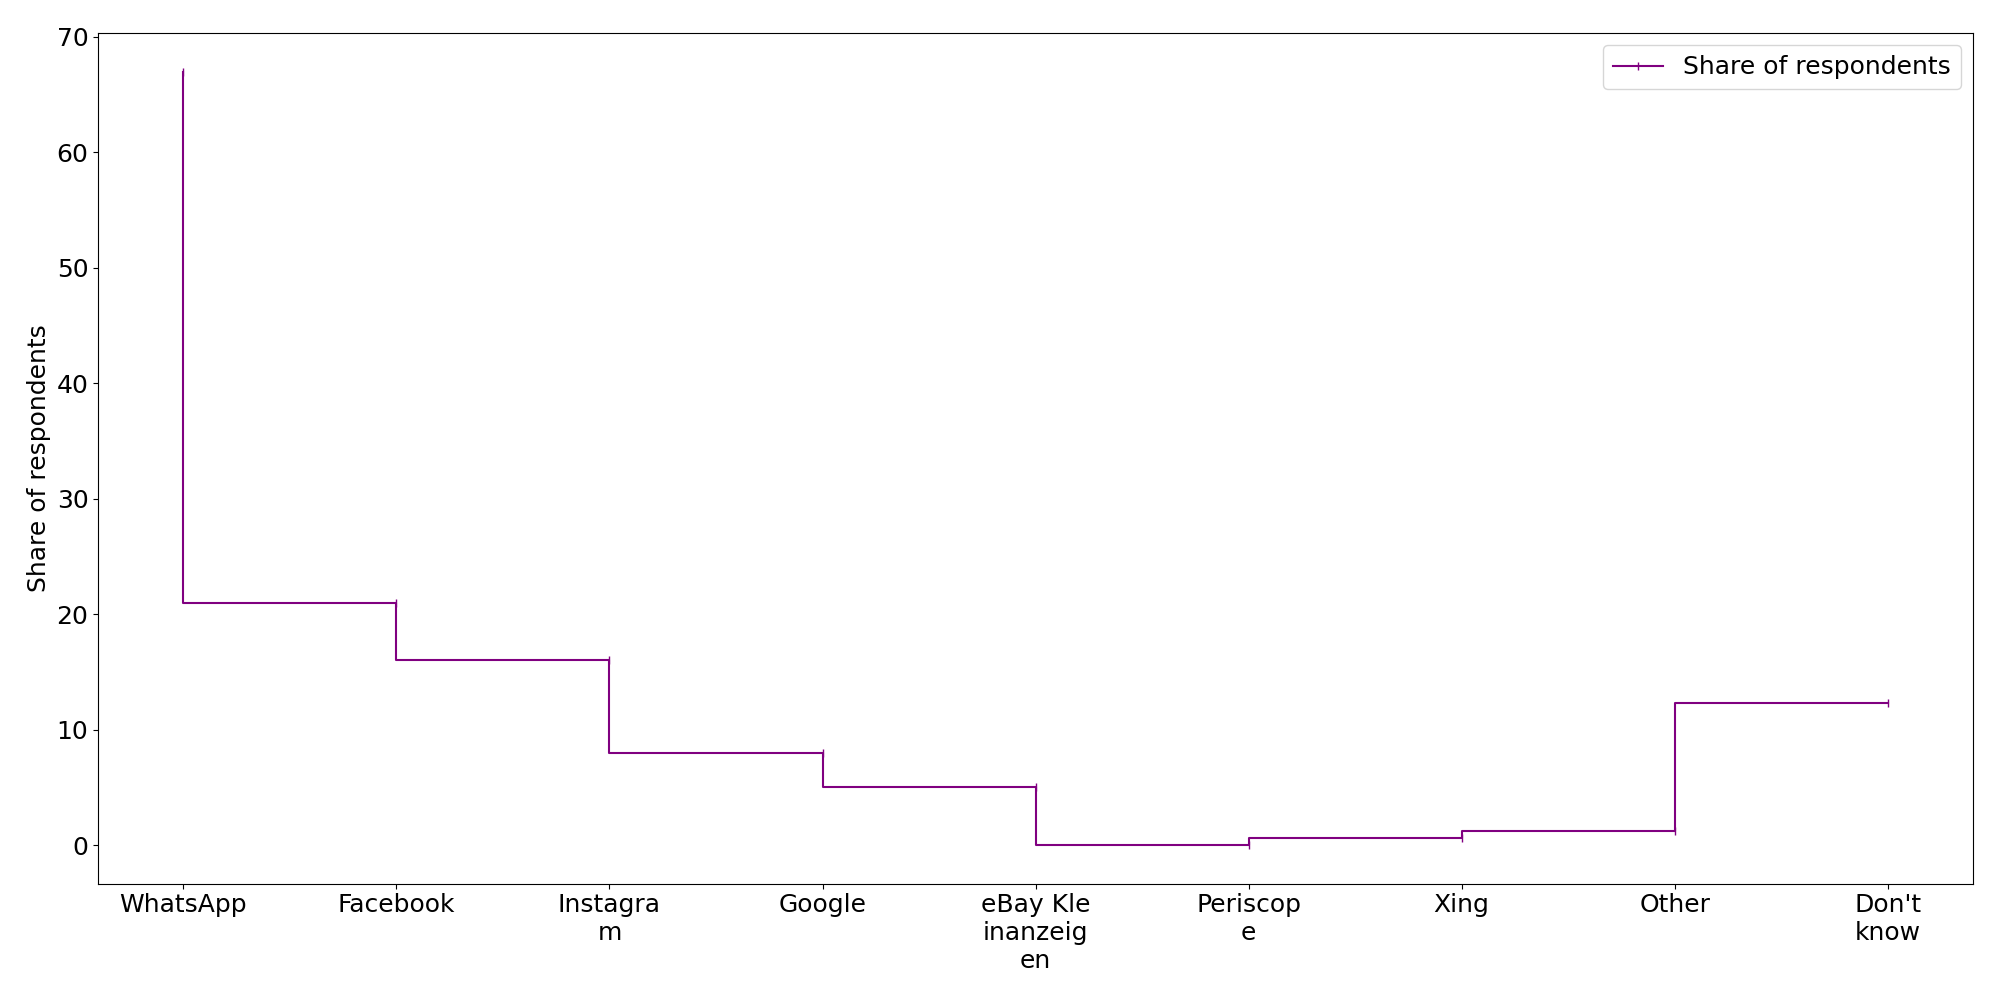 70
60
50
40
30
20
10
0
Share of respondents
Share of respondents
WhatsApp
Facebook
Instagra
m
Google
eBay Kle
inanzeig
en
Periscop
e
Xing
Other
Don't
know